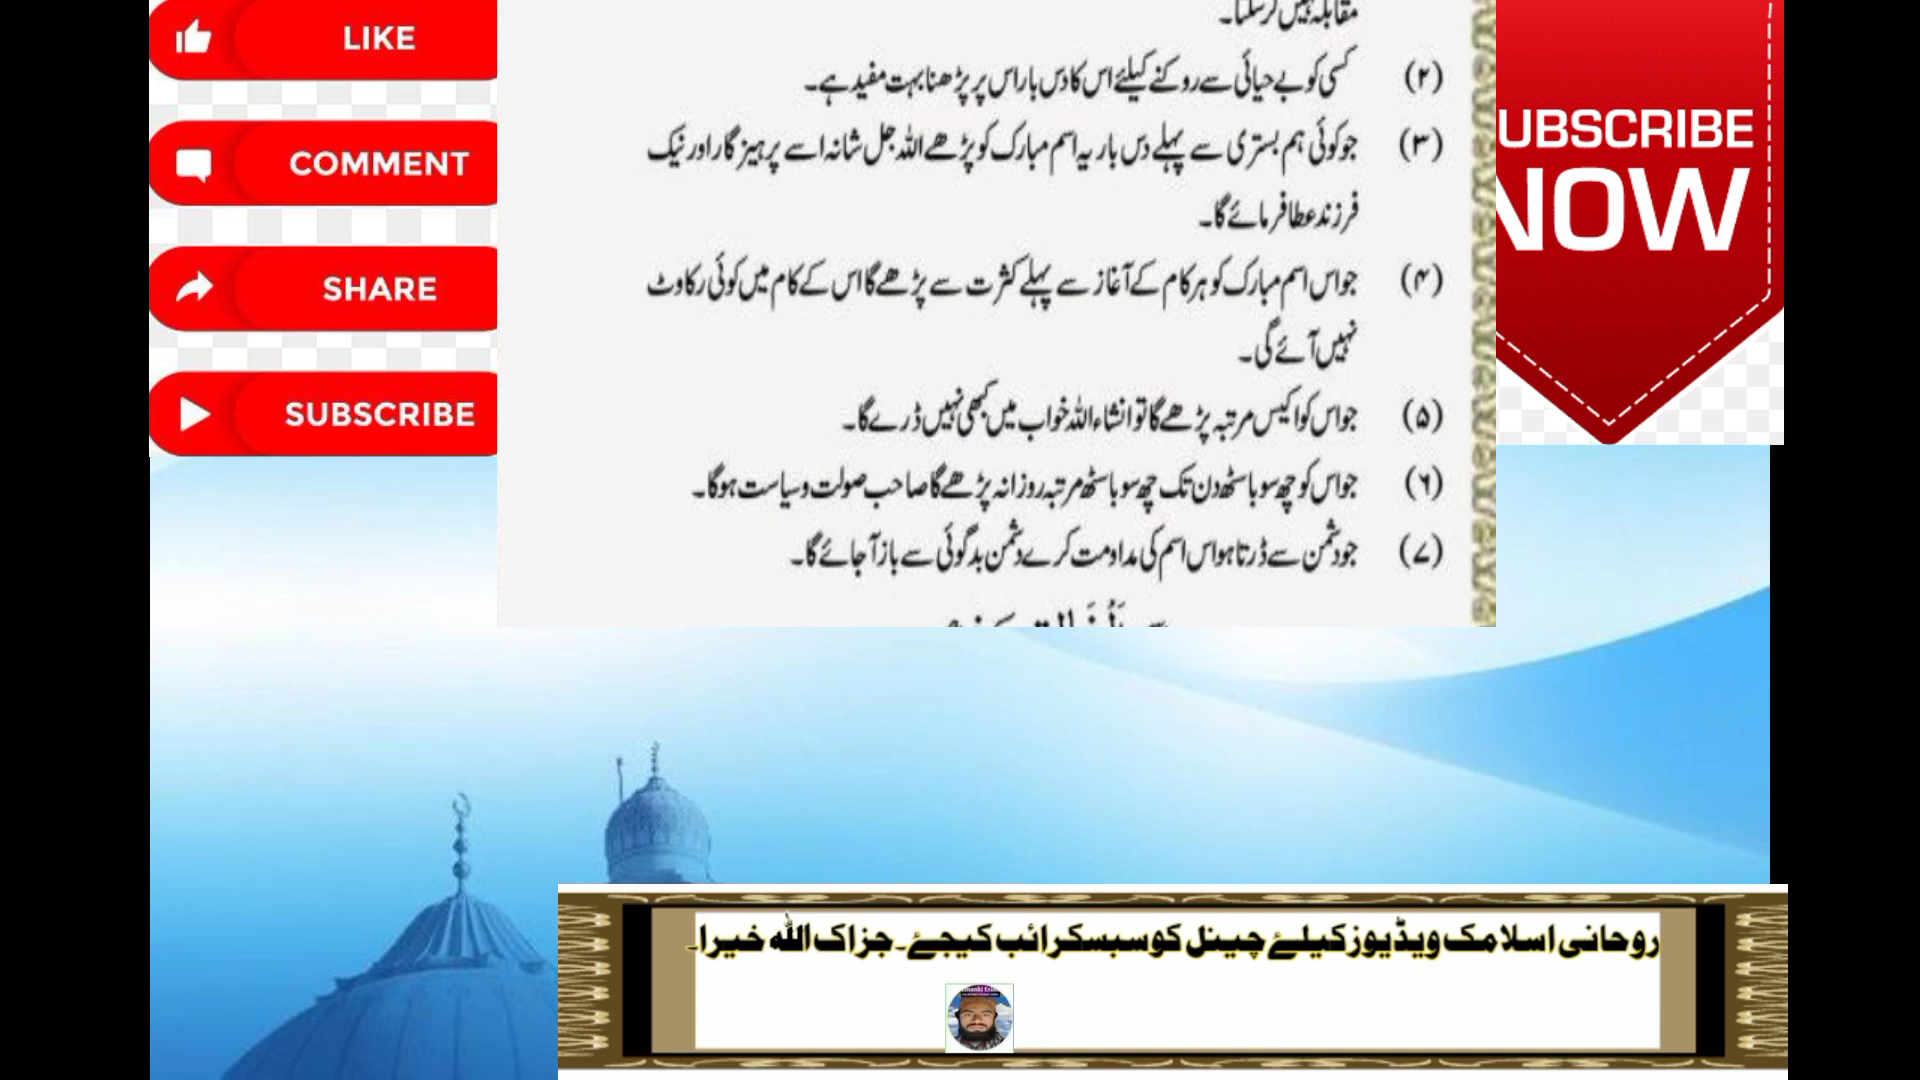 LIKE
COMMENT
SHARE
SUBSCRIBE
مقابلہ نہیں کرسکتا۔
(۲) کسی کو بے حیائی سے روکنے کیلئے اس کا دس بار اس پر پڑھنا بہت مفید ہے۔
(۳) جو کوئی ہم بستری سے پہلے دس بار یہ اسم مبارک کو پڑھے اللہ جل شانہ اسے پرہیز گار اور نیک
فرزند عطا فرمائے گا۔
(۴) جو اس اسم مبارک کو ہر کام کے آغاز سے پہلے کثرت سے پڑھے گا اس کے کام میں کوئی رکاوٹ
نہیں آئے گی۔
(۵) جو اس کو اکیس مرتبہ پڑھے گا تو انشاء اللہ خواب میں کبھی نہیں ڈرے گا۔
(۶) جو اس کو چھ سو باسٹھ دن تک چھ سو باسٹھ مرتبہ روزانہ پڑھے گا صاحب صولت و سیاست ہوگا۔
(۷) جو دشمن سے ڈرتا ہو اس اسم کی مداومت کرے دشمن بدگوئی سے باز آ جائے گا۔
UBSCRIBE
NOW
روحانی اسلامک ویڈیوز کیلئے چینل کو سبسکرائب کیجئے۔ جزاک اللہ خیرا۔